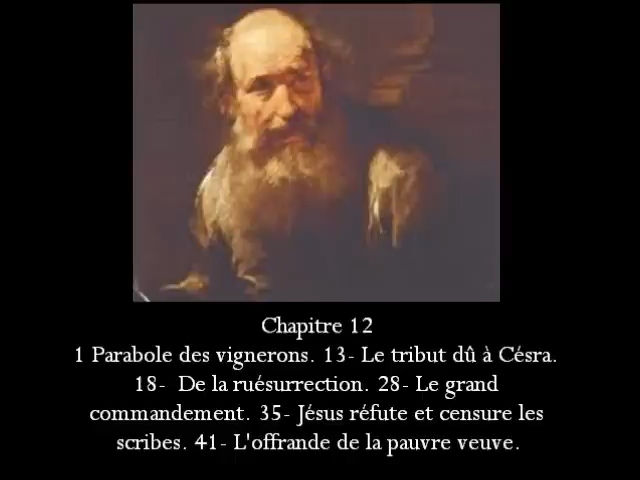 Chapitre 12
1 Parabole des vignerons. 13- Le tribut dû à Césra.
18-  De la ruésurrection. 28- Le grand
commandement. 35- Jésus réfute et censure les
scribes. 41- L'offrande de la pauvre veuve.